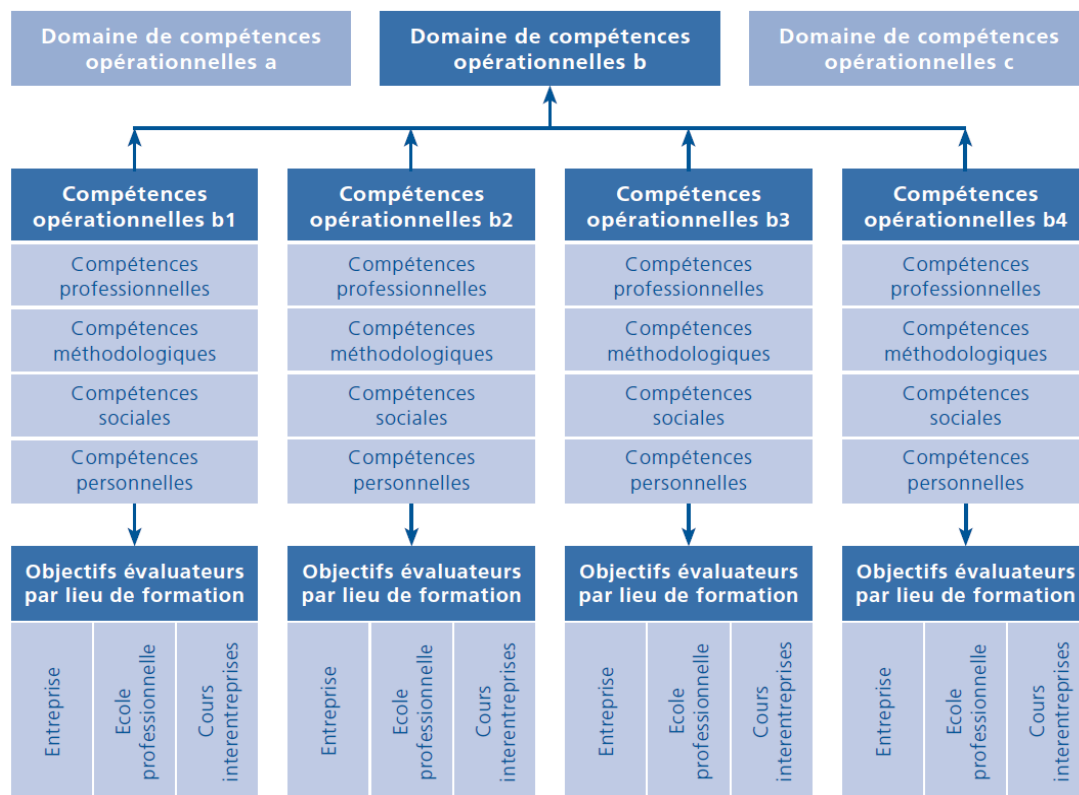 Domaine de compétences
opérationnelles a
Domaine de compétences
opérationnelles b
Domaine de compétences
opérationnelles c
Compétences
opérationnelles b1
Compétences
opérationnelles b2
Compétences
opérationnelles b3
Compétences
opérationnelles b4
Compétences
professionnelles
Compétences
professionnelles
Compétences
professionnelles
Compétences
professionnelles
Compétences
méthodologiques
Compétences
méthodologiques
Compétences
méthodologiques
Compétences
méthodologiques
Compétences
sociales
Compétences
sociales
Compétences
sociales
Compétences
sociales
Compétences
personnelles
Compétences
personnelles
Compétences
personnelles
Compétences
personnelles
Objectifs évaluateurs
par lieu de formation
Objectifs évaluateurs
par lieu de formation
Objectifs évaluateurs
par lieu de formation
Objectifs évaluateurs
par lieu de formation
Entreprise
Ecole
professionnelle
Cours
interentreprises
Entreprise
Ecole
professionnelle
Cours
interentreprises
Entreprise
Ecole
professionnelle
Cours
interentreprises
Entreprise
Ecole
professionnelle
Cours
interentreprises